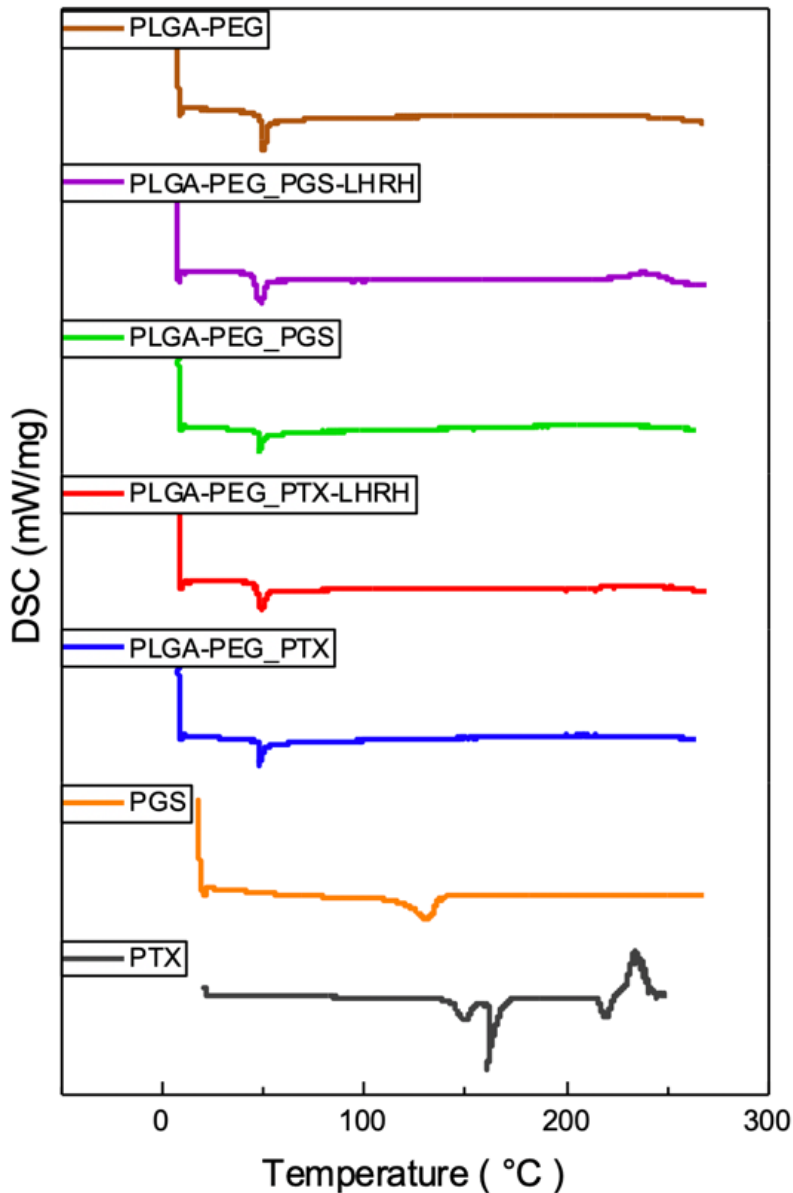 PLGA-PEG
PLGA-PEG_PGS-LHRH
PLGA-PEG_PGS
PLGA-PEG_PTX-LHRH
PLGA-PEG_PTX
PGS
PTX
DSC (mW/mg)
0 100 200 300
Temperature ( °C )